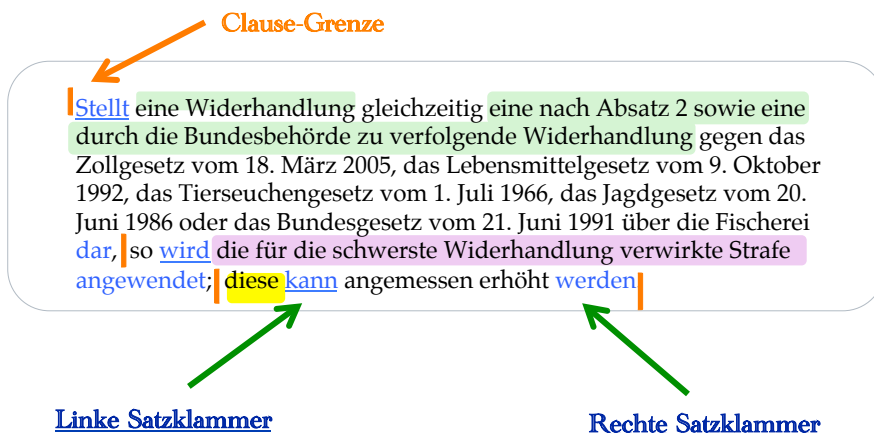 Clause-Grenze
Stellt eine Widerhandlung gleichzeitig eine nach Absatz 2 sowie eine
durch die Bundesbehörde zu verfolgende Widerhandlung gegen das
Zollgesetz vom 18. März 2005, das Lebensmittelgesetz vom 9. Oktober
1992, das Tierseuchengesetz vom 1. Juli 1966, das Jagdgesetz vom 20.
Juni 1986 oder das Bundesgesetz vom 21. Juni 1991 über die Fischerei
dar, so wird die für die schwerste Widerhandlung verwirkte Strafe
angewendet; diese kann angemessen erhöht werden.
Linke Satzklammer
Rechte Satzklammer